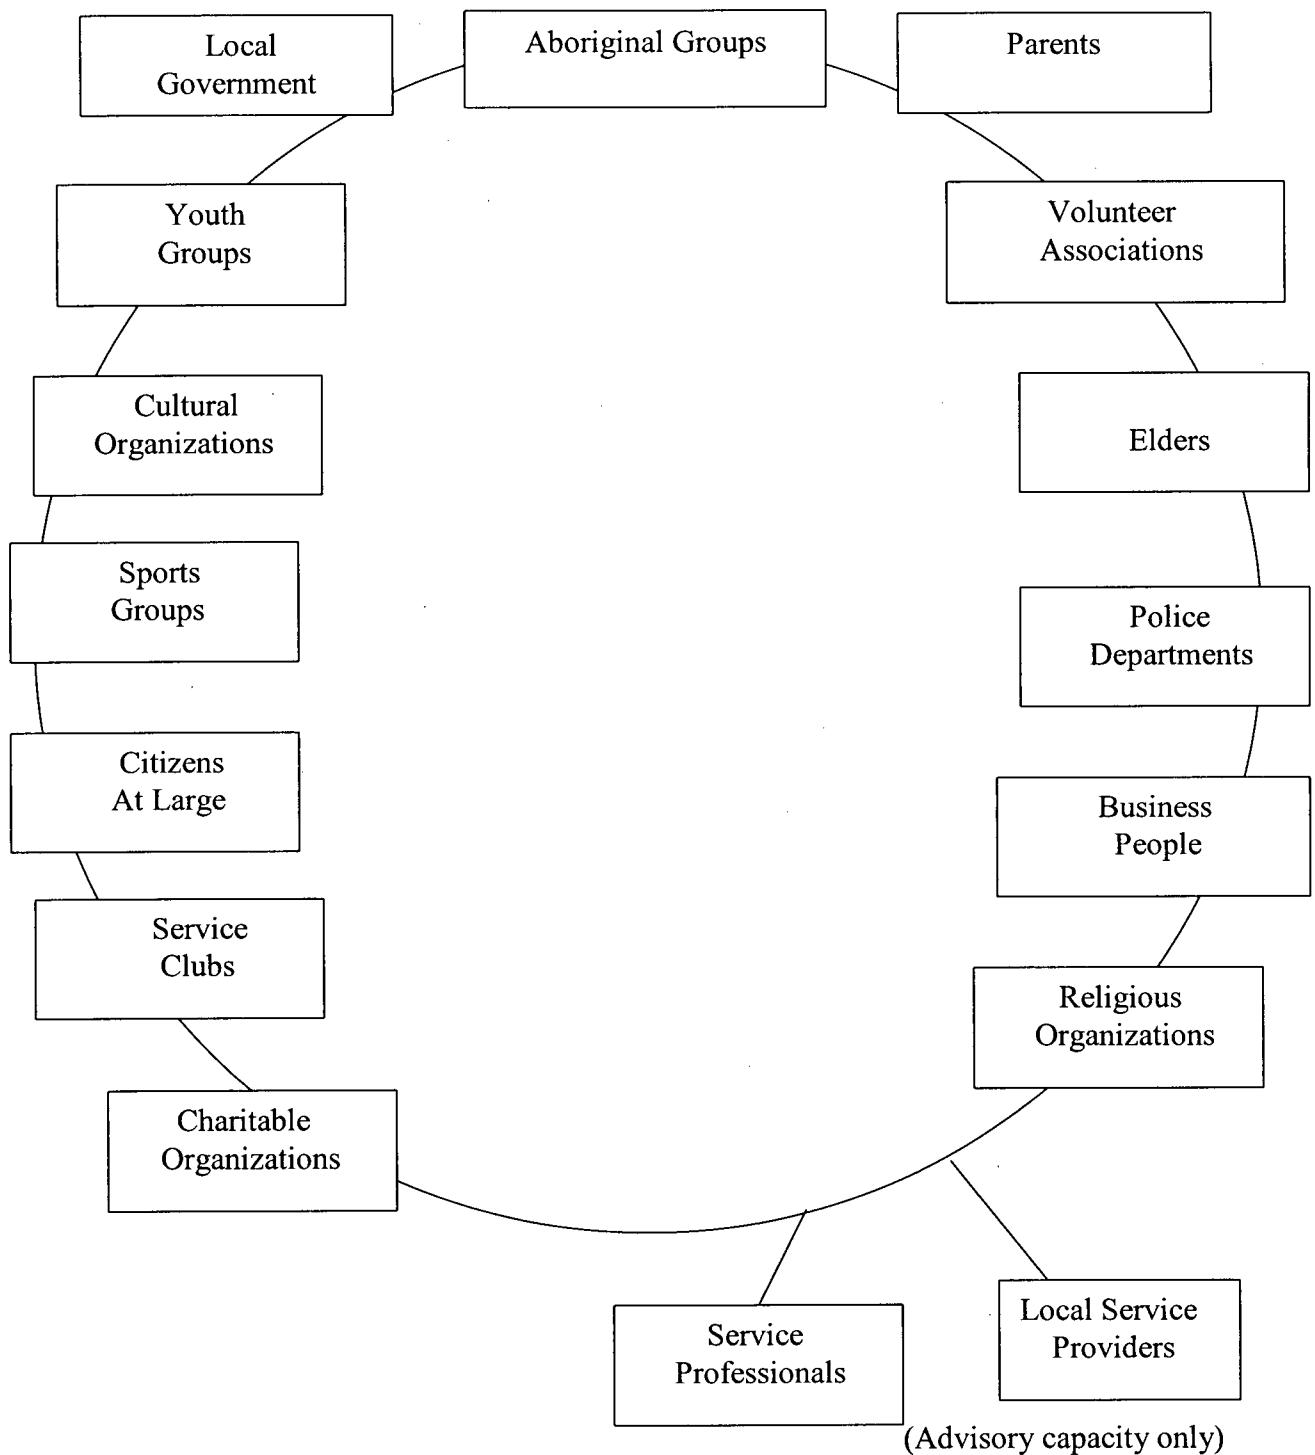 Local
Government
Aboriginal Groups
Parents
Youth
Groups
Volunteer
Associations
Cultural
Organizations
Elders
Sports
Groups
Police
Departments
Citizens
At Large
Business
People
Service
Clubs
Religious
Organizations
Charitable
Organizations
Service
Professionals
Local Service
Providers
(Advisory capacity only)